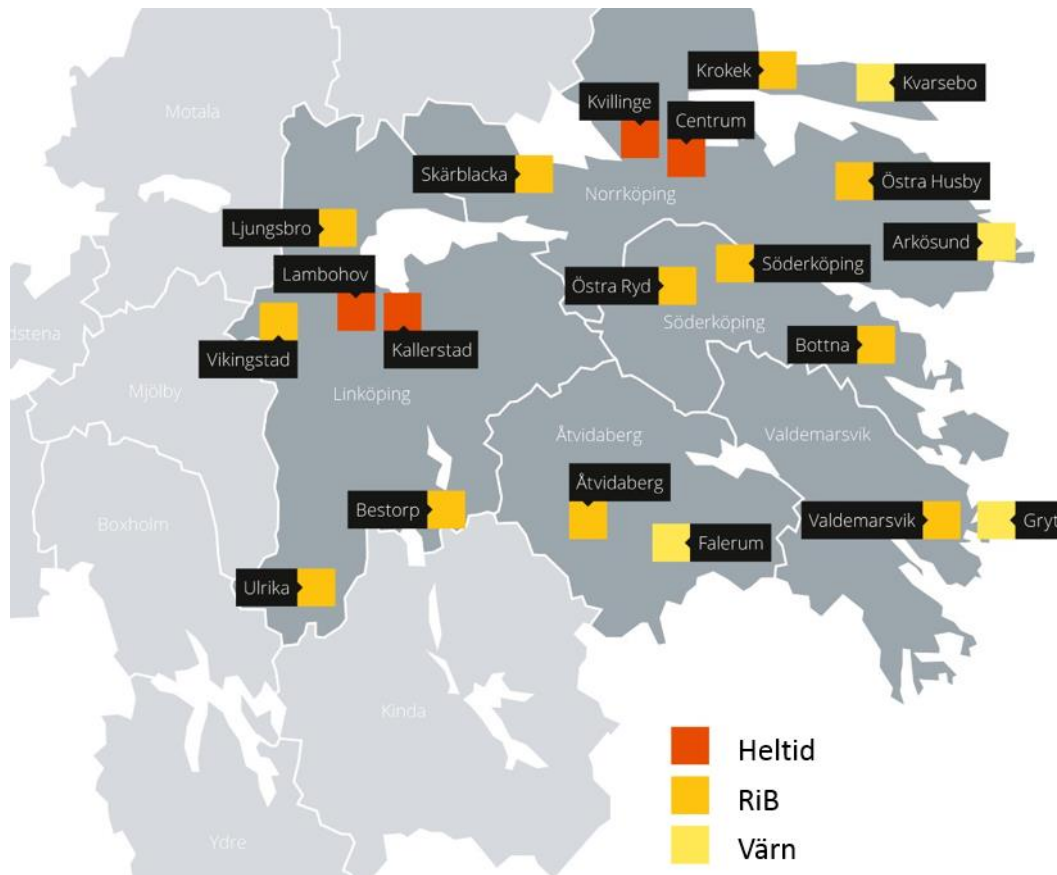 Krokek
Kvarsebo
Kvillinge
Centrum
Motala
Skärblacka
Östra Husby
Norrköping
Ljungsbro
Arkösund
Lambohov
Söderköping
Östra Ryd
Söderköping
dstena
Vikingstad
Kallerstad
Bottna
Mjölby
Linköping
Åtvidaberg
Valdemarsvik
Åtvidaberg
Bestorp
Valdemarsvik
Gryt
Boxholm
Falerum
Ulrika
Kinda
Heltid
RiB
Ydre
Värn